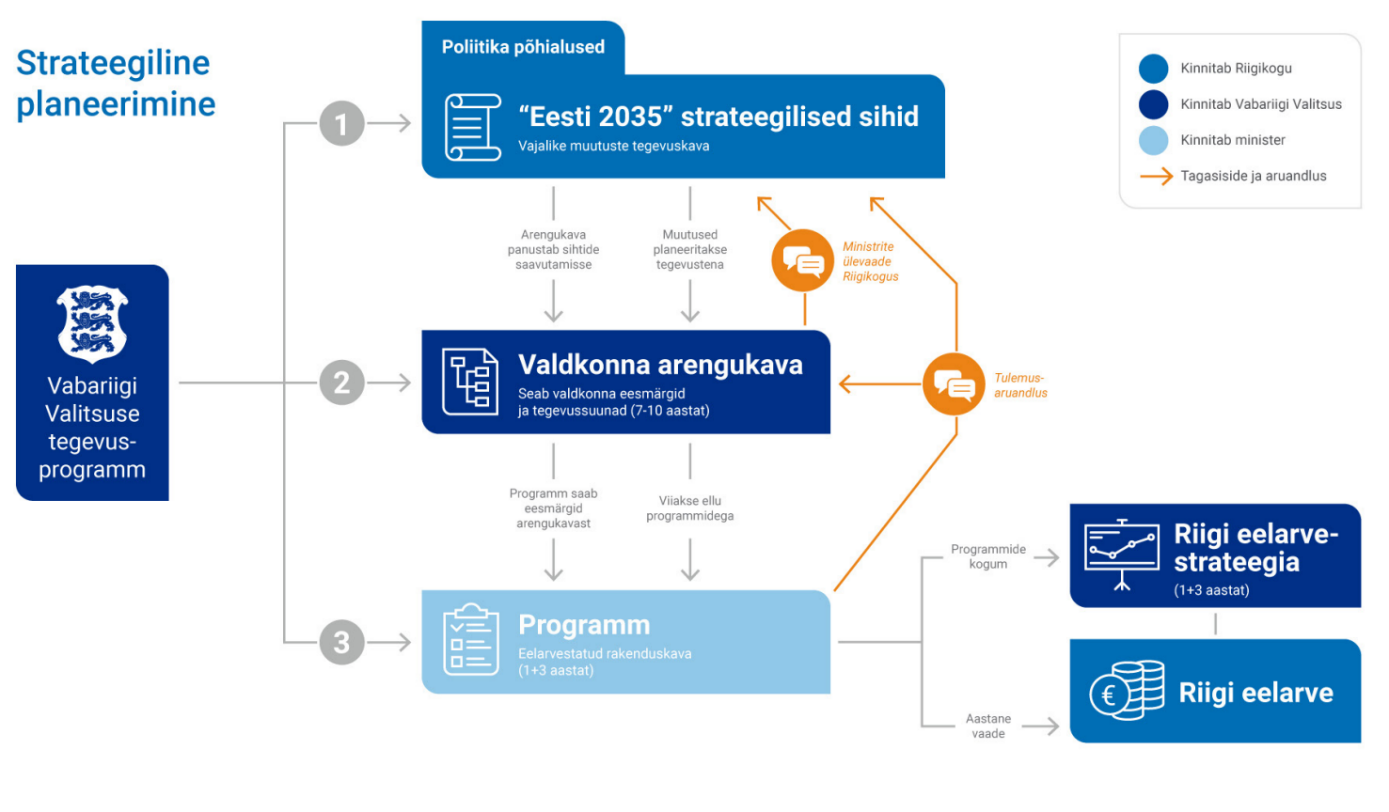 Strateegiline
planeerimine
Poliitika põhialused
“Eesti 2035” strateegilised sihid
Vajalike muutuste tegevuskava
Kinnitab Riigikogu
Kinnitab Vabariigi Valitsus
Kinnitab minister
Tagasiside ja aruandlus
1
Arengukava
panustab sihtide
saavutamisse
Muutused
planeeritakse
tegevustena
Ministrite
ülevaade
Riigikogus
Vabariigi
Valitsuse
tegevus-
programm
2
Valdkonna arengukava
Seab valdkonna eesmärgid
ja tegevussuunad (7-10 aastat)
Tulemus-
aruandlus
Programm saab
eesmärgid
arengukavast
Viiakse ellu
programmidega
3
Programm
Eelarvestatud rakenduskava
(1+3 aastat)
Programmide
kogum
Riigi eelarve-
strateegia
(1+3 aastat)
Aastane
vaade
€
Riigi eelarve